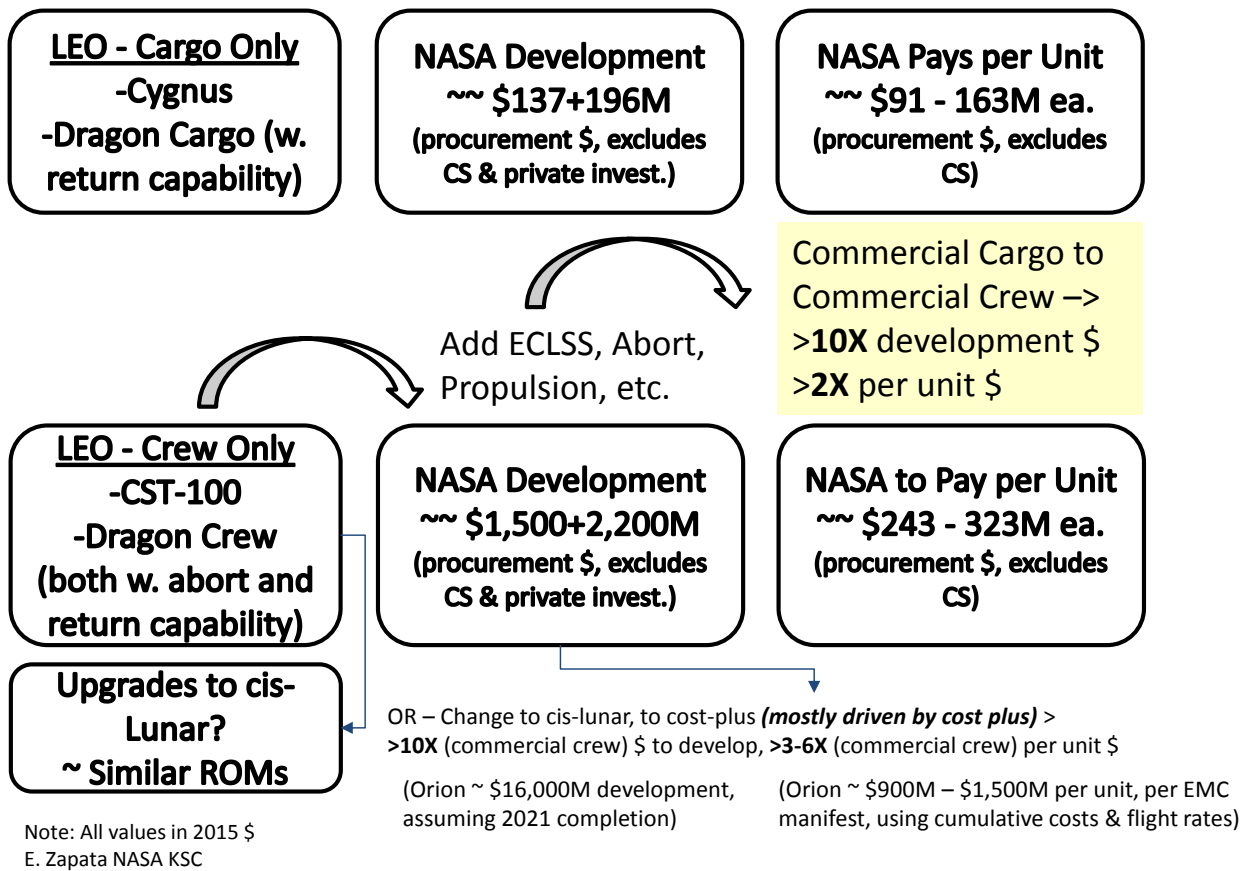 LEO - Cargo Only
-Cygnus
-Dragon Cargo (w.
return capability)
NASA Development
~~ $137+196M
(procurement $, excludes
CS & private invest.)
NASA Pays per Unit
~~ $91 - 163M ea.
(procurement $, excludes
CS)
Commercial Cargo to
Commercial Crew –>
>10X development $
>2X per unit $
Add ECLSS, Abort,
Propulsion, etc.
LEO - Crew Only
-CST-100
-Dragon Crew
(both w. abort and
return capability)
NASA Development
~~ $1,500+2,200M
(procurement $, excludes
CS & private invest.)
NASA to Pay per Unit
~~ $243 - 323M ea.
(procurement $, excludes
CS)
Upgrades to cis-
Lunar?
~ Similar ROMs
OR – Change to cis-lunar, to cost-plus (mostly driven by cost plus) >
>10X (commercial crew) $ to develop, >3-6X (commercial crew) per unit $
(Orion ~ $16,000M development,
assuming 2021 completion)
(Orion ~ $900M – $1,500M per unit, per EMC
manifest, using cumulative costs & flight rates)
Note: All values in 2015 $
E. Zapata NASA KSC